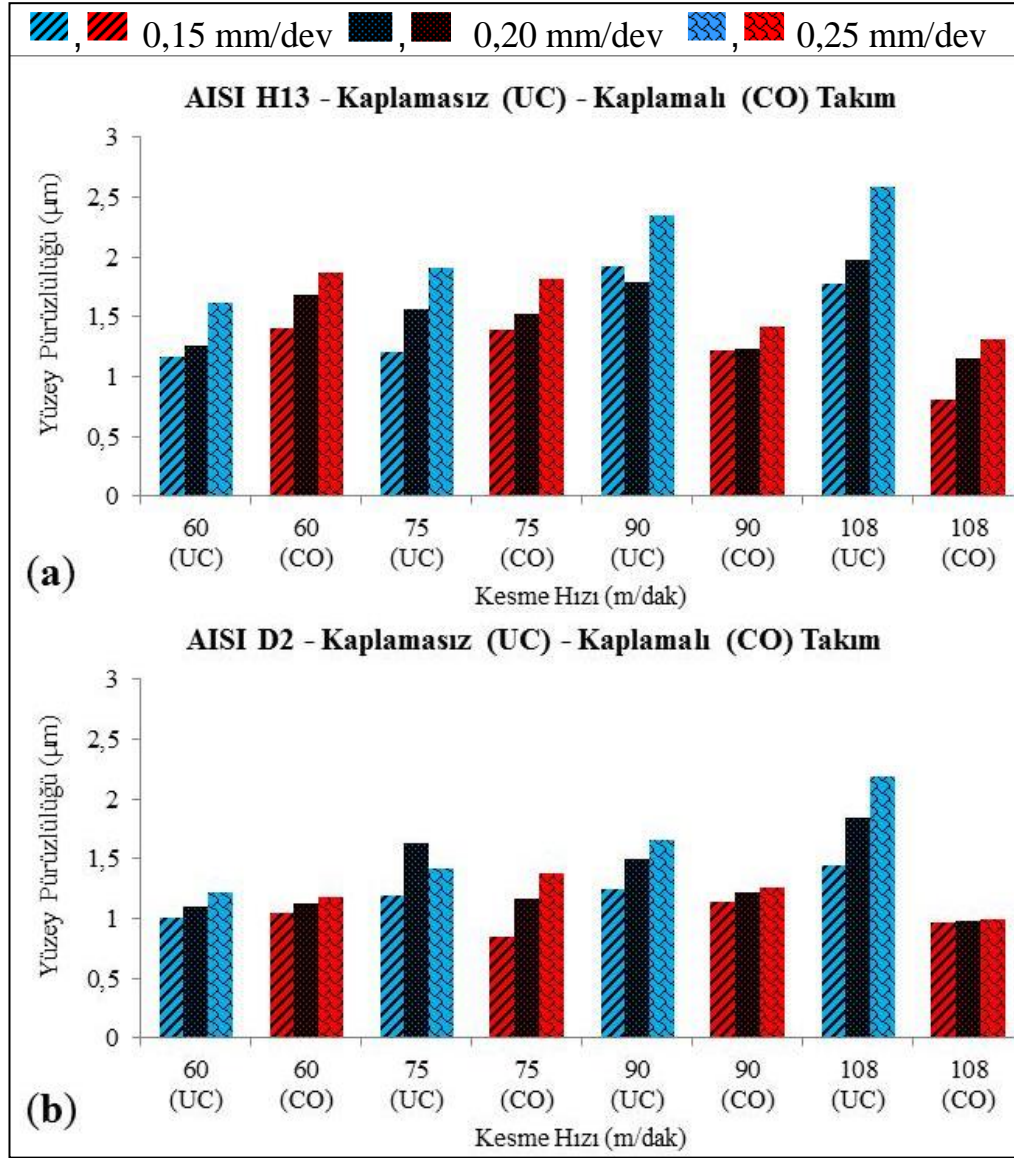 , 0,15 mm/dev , 0,20 mm/dev , 0,25 mm/dev
AISI H13 - Kaplamasız (UC) - Kaplamalı (CO) Takım
Yüzey Pürüzlülüğü (µm)
3
2,5
2
1,5
1
0,5
0
60 60 75 75 90 90 108 108
(UC) (CO) (UC) (CO) (UC) (CO) (UC) (CO)
(a)
Kesme Hızı (m/dak)
AISI D2 - Kaplamasız (UC) - Kaplamalı (CO) Takım
Yüzey Pürüzlülüğü (µm)
3
2,5
2
1,5
1
0,5
0
60 60 75 75 90 90 108 108
(UC) (CO) (UC) (CO) (UC) (CO) (UC) (CO)
(b)
Kesme Hızı (m/dak)